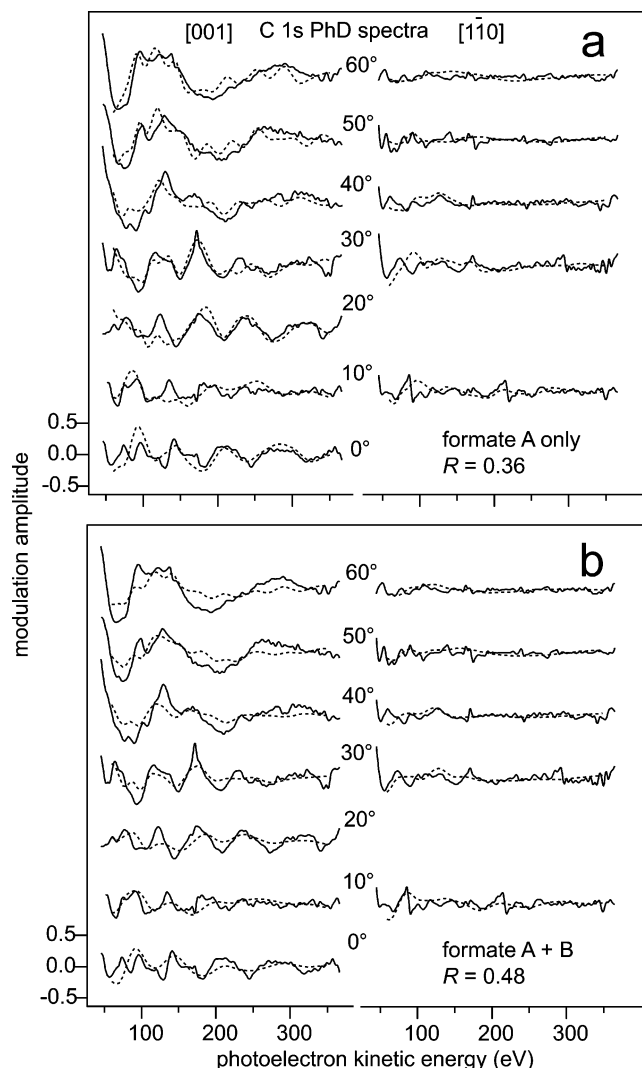 [001] C 1s PhD spectra [11̄0]
a
60°
50°
40°
30°
20°
10°
0°
0.5
0.0
-0.5
formate A only
R = 0.36
modulation amplitude
b
60°
50°
40°
30°
20°
10°
0°
0.5
0.0
-0.5
formate A + B
R = 0.48
100 200 300 100 200 300
photoelectron kinetic energy (eV)